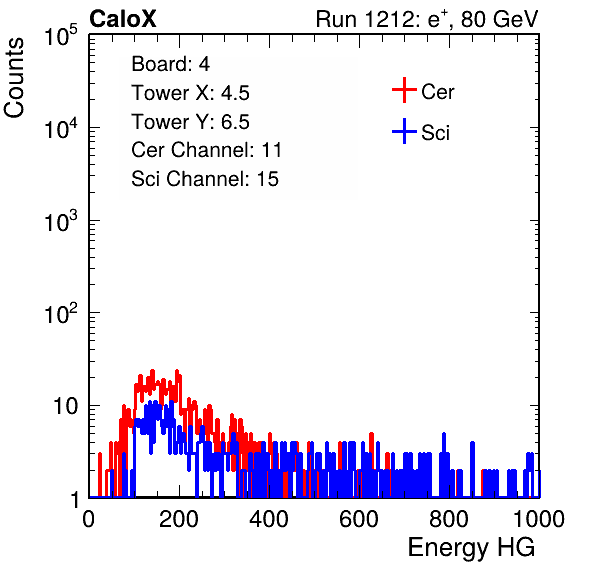 CaloX Run 1212: e⁺, 80 GeV
Board: 4
Tower X: 4.5
Tower Y: 6.5
Cer Channel: 11
Sci Channel: 15
Cer
Sci
Counts
10⁵
10⁴
10³
10²
10
1
0 200 400 600 800 1000
Energy HG